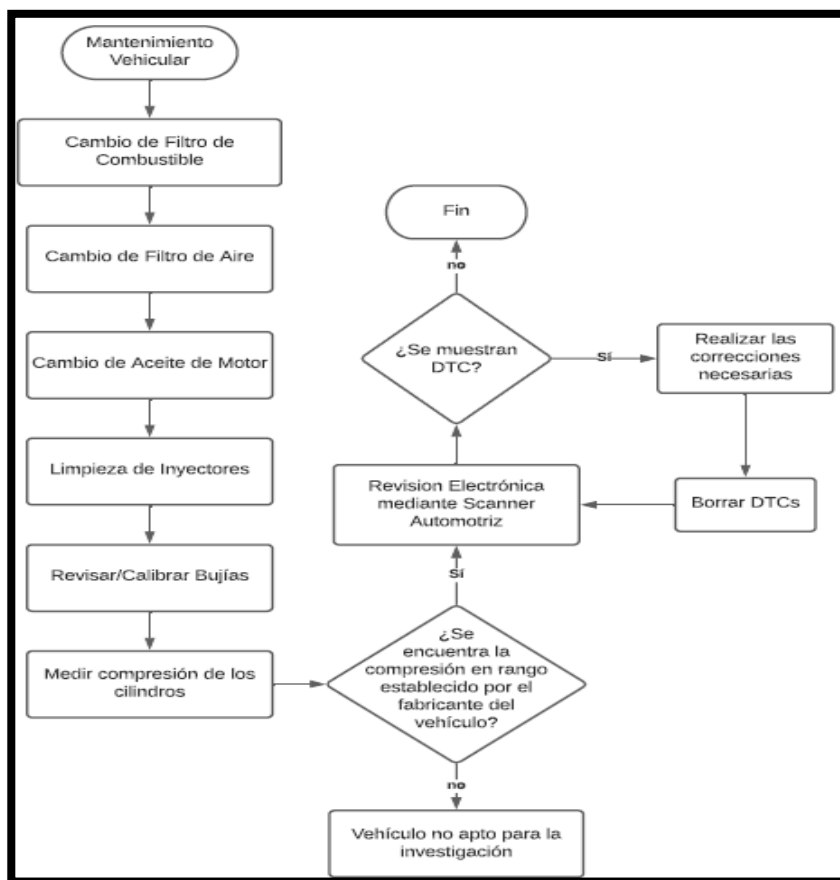 Mantenimiento
Vehicular
Cambio de Filtro de
Combustible
Cambio de Filtro de Aire
Cambio de Aceite de Motor
Limpieza de Inyectores
Revisar/Calibrar Bujías
Medir compresión de los
cilindros
¿Se
encuentra la
compresión en rango
establecido por el
fabricante del
vehículo?
no
Vehículo no apto para la
investigación
Sí
Revision Electrónica
mediante Scanner
Automotriz
¿Se muestran
DTC?
Sí
Realizar las
correcciones
necesarias
Borrar DTCs
no
Fin